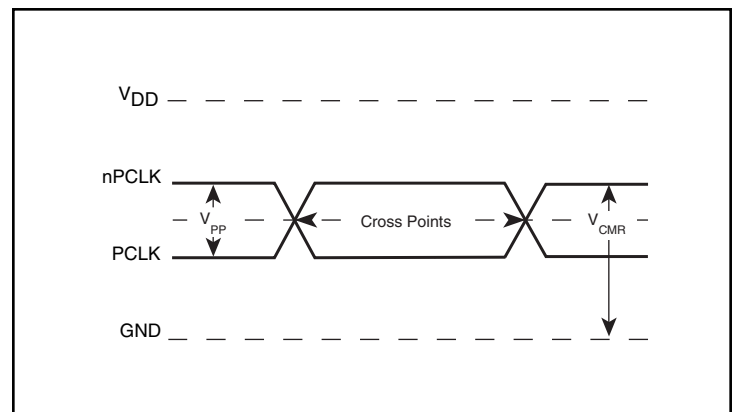 VDD
nPCLK
VPP
Cross Points
VCMR
PCLK
GND